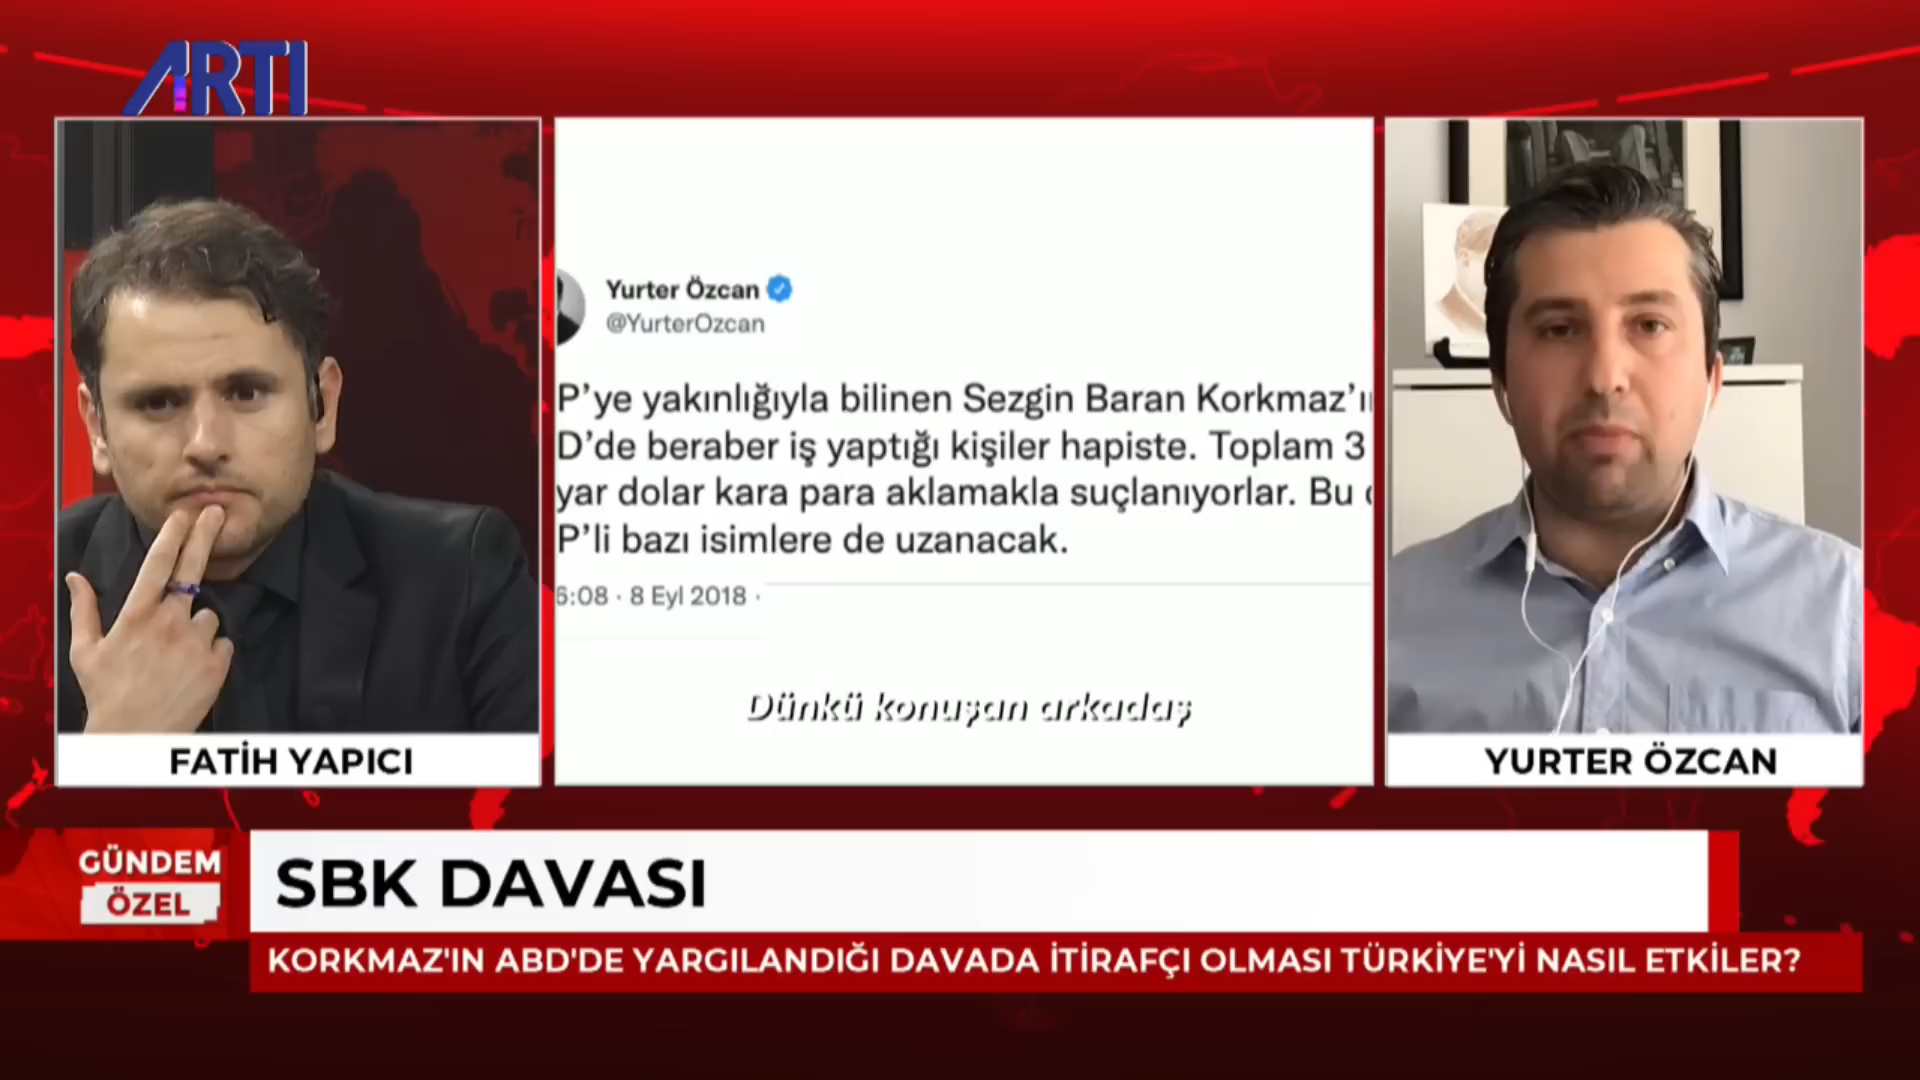 ARTI
Yurter Özcan
@YurterOzcan
P'ye yakınlığıyla bilinen Sezgin Baran Korkmaz'ı
D'de beraber iş yaptığı kişiler hapiste. Toplam 3
yar dolar kara para aklamakla suçlanıyorlar. Bu
P'li bazı isimlere de uzanacak.
6:08 · 8 Eyl 2018 ·
Dünkü konuşan arkadaş
FATİH YAPICI
YURTER ÖZCAN
GÜNDEM
ÖZEL
SBK DAVASI
KORKMAZ'IN ABD'DE YARGILANDIĞI DAVADA İTİRAFÇI OLMASI TÜRKİYE'Yİ NASIL ETKİLER?